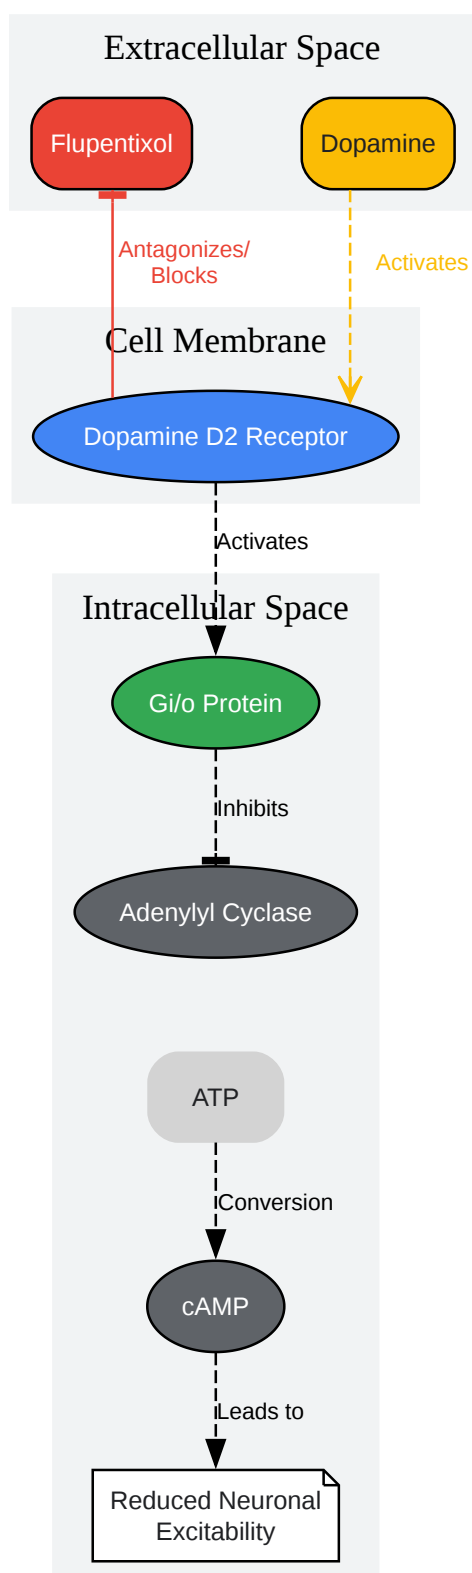 Extracellular Space
Flupentixol
Dopamine
Antagonizes/
Blocks
Activates
Cell Membrane
Dopamine D2 Receptor
Activates
Intracellular Space
Gi/o Protein
Inhibits
Adenylyl Cyclase
ATP
Conversion
cAMP
Leads to
Reduced Neuronal
Excitability